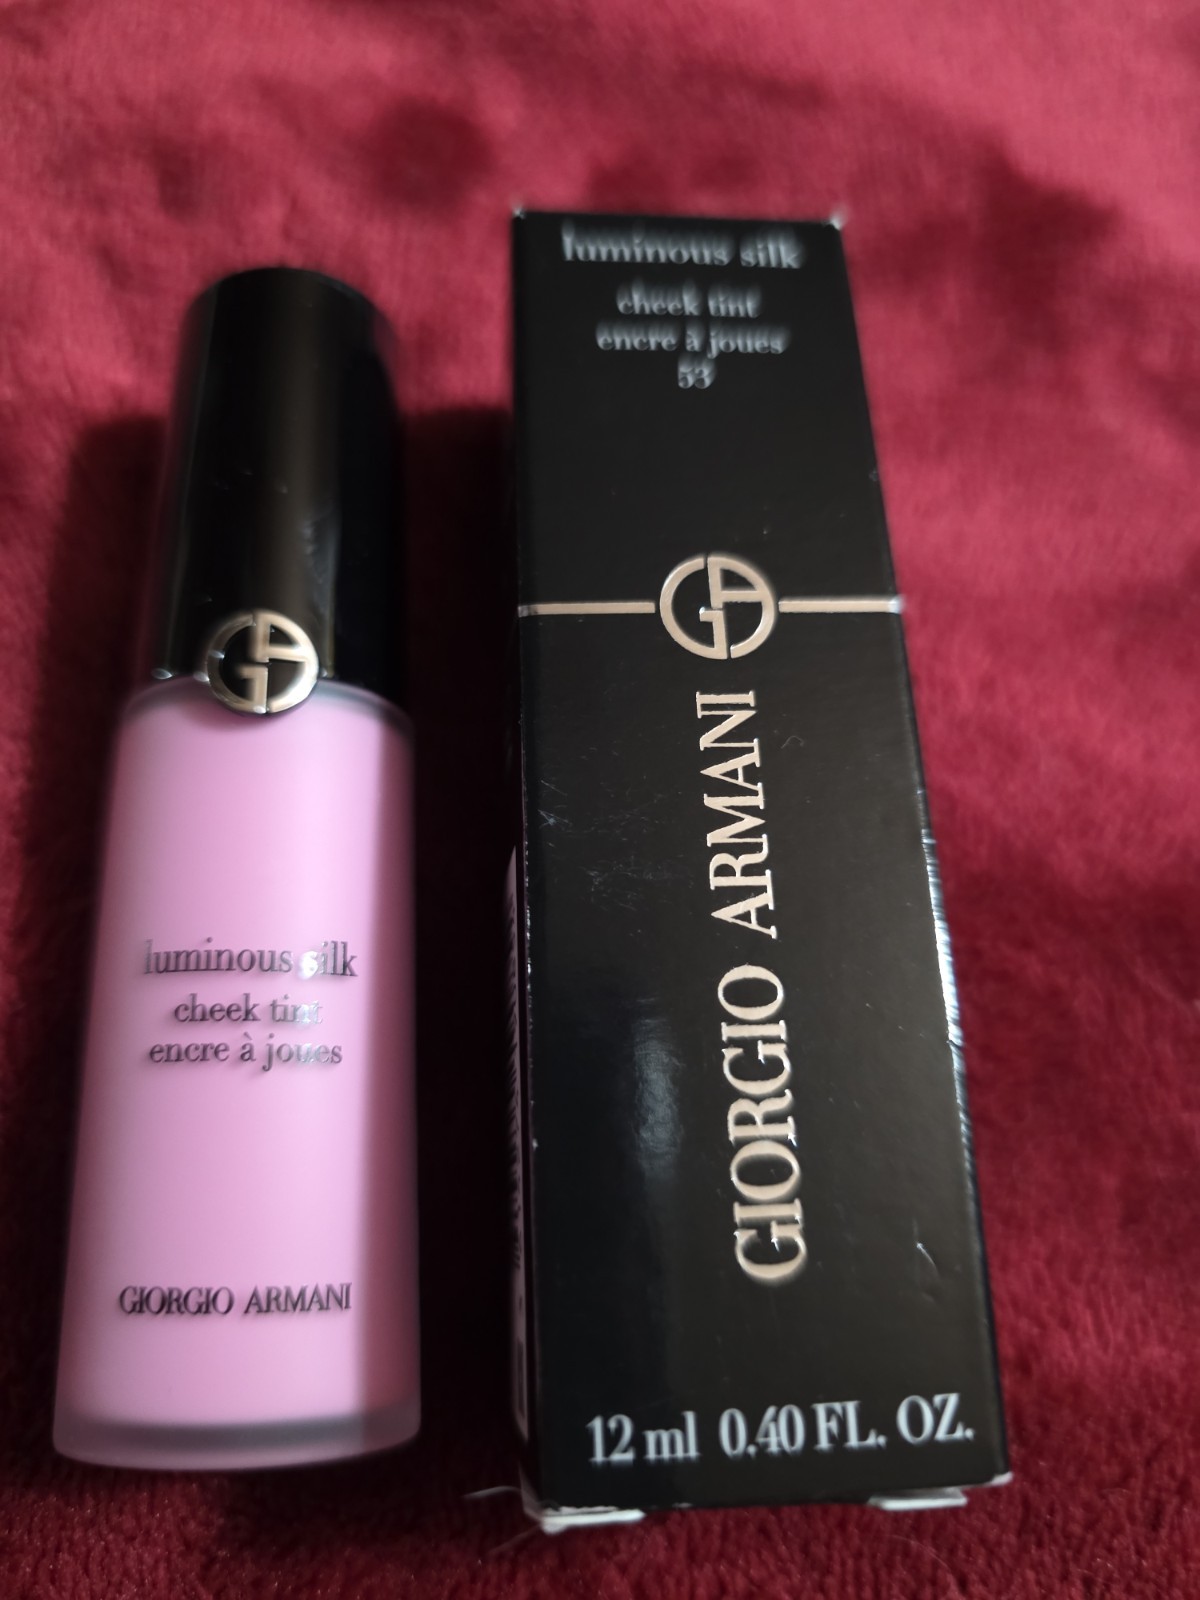 luminous silk
cheek tint
encre à joues
GIORGIO ARMANI
luminous silk
cheek tint
encre à joues
53
GIORGIO ARMANI
12 ml 0.40 FL. OZ.